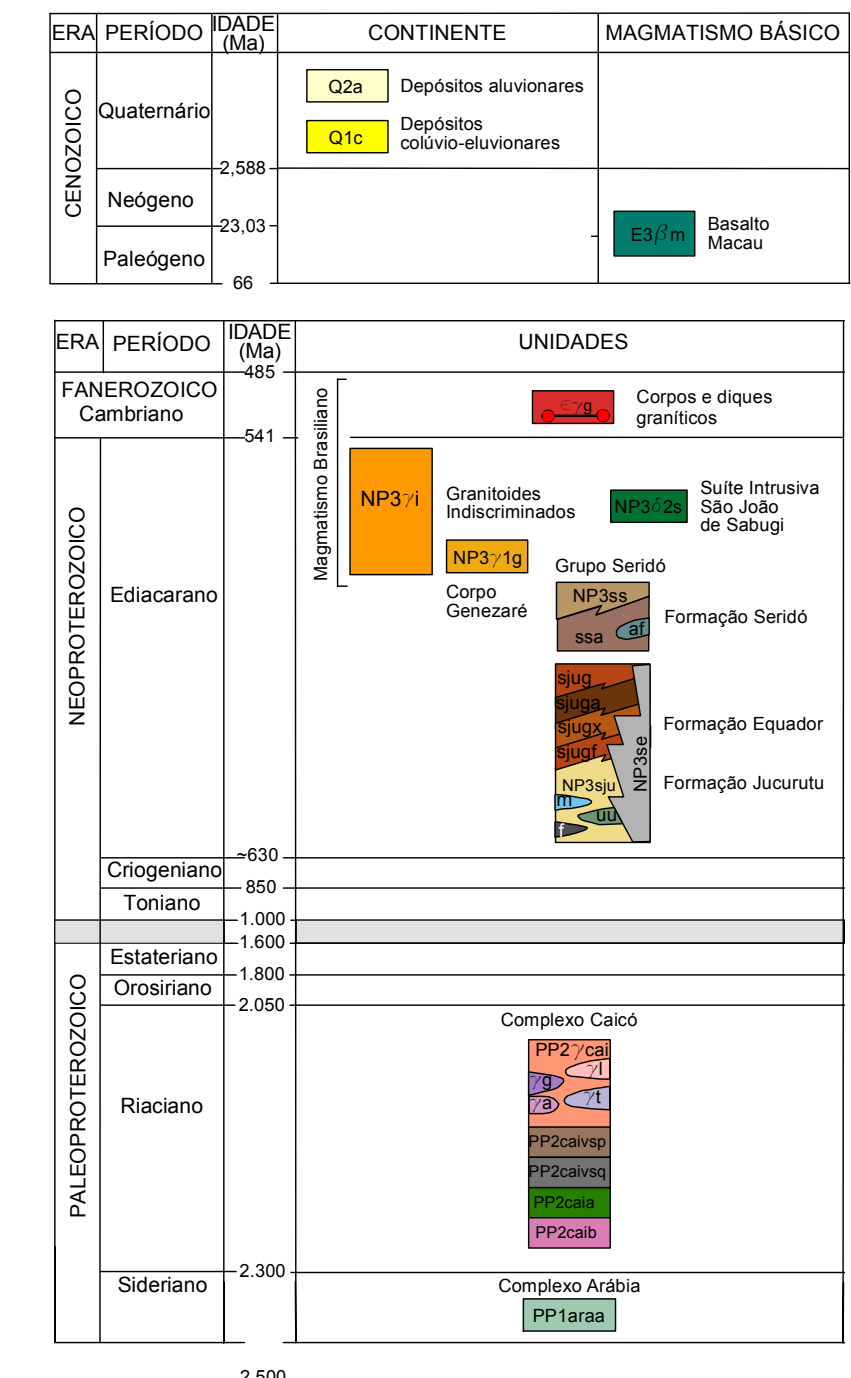 ERA PERÍODO IDADE (Ma) CONTINENTE MAGMATISMO BÁSICO
CENOZOICO
Quaternário
Q2a Depósitos aluvionares
Q1c Depósitos
colúvio-eluvionares
2,588
Neógeno
23,03
E3βm Basalto
Macau
Paleógeno
66
ERA PERÍODO IDADE (Ma) UNIDADES
485
FANEROZOICO
Cambriano
Magmatismo Brasiliano
∈γg Corpos e diques
graníticos
541
NEOPROTEROZOICO
Ediacarano
NP3γi Granitoides
Indiscriminados
NP3δ2s Suíte Intrusiva
São João
de Sabugi
NP3γ1g
Corpo
Genezaré
Grupo Seridó
NP3ss
ssa af
Formação Seridó
sjug
sjuga
sjugx
sjugf
NP3se
Formação Equador
NP3sju
m
uu
f
Formação Jucurutu
~630
Criogeniano
850
Toniano
1.000
1.600
PALEOPROTEROZOICO
Estateriano
1.800
Orosiriano
2.050
Riaciano
Complexo Caicó
PP2γcai
γl
γg
γa γt
PP2caivsp
PP2caivsq
PP2caia
PP2caib
2.300
Sideriano
Complexo Arábia
PP1araa
2.500